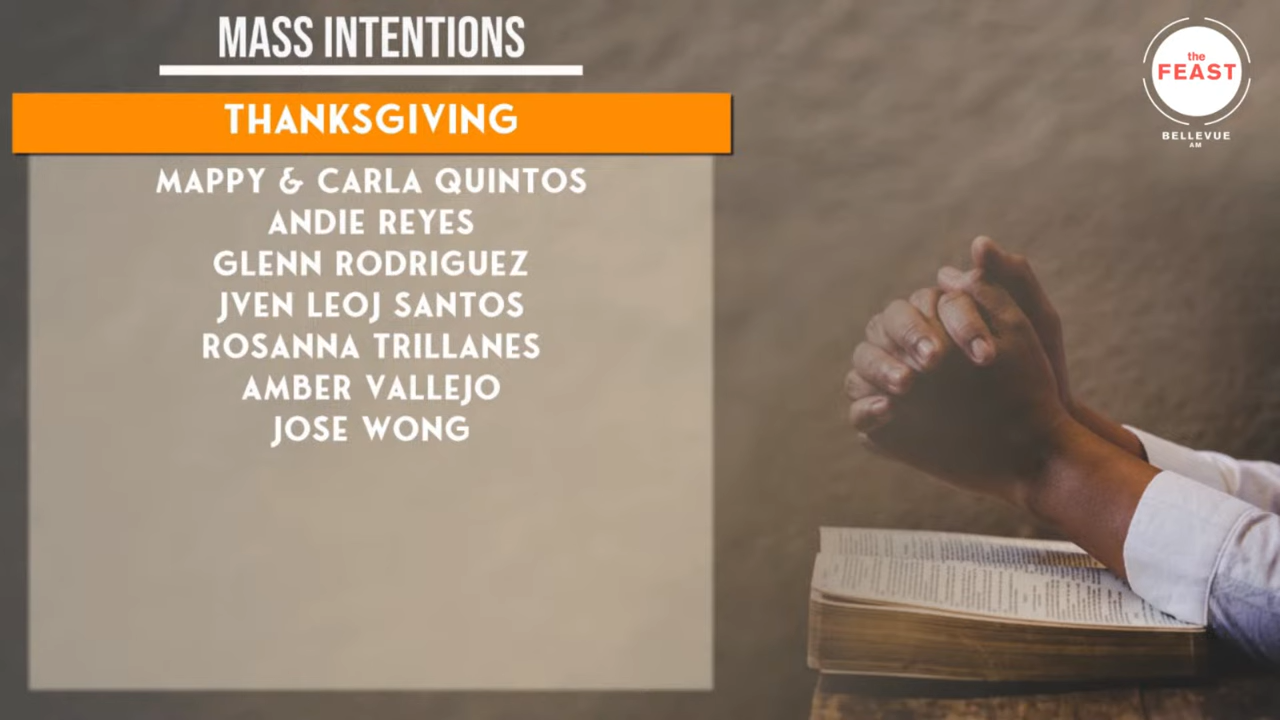 MASS INTENTIONS
THANKSGIVING
MAPPY & CARLA QUINTOS
ANDIE REYES
GLENN RODRIGUEZ
JVEN LEOJ SANTOS
ROSANNA TRILLANES
AMBER VALLEJO
JOSE WONG
the
FEAST
BELLEVUE
AM